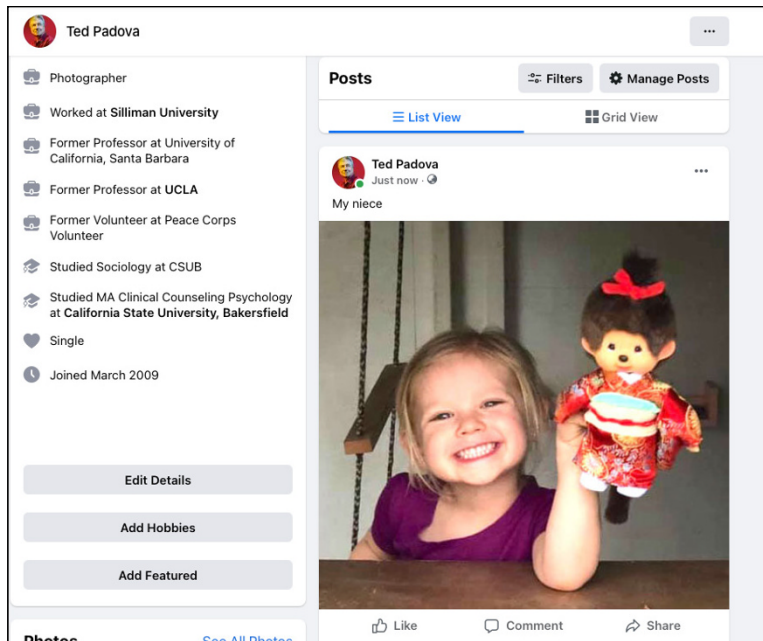 Ted Padova
Photographer
Worked at Silliman University
Former Professor at University of
California, Santa Barbara
Former Professor at UCLA
Former Volunteer at Peace Corps
Volunteer
Studied Sociology at CSUB
Studied MA Clinical Counseling Psychology
at California State University, Bakersfield
Single
Joined March 2009
Edit Details
Add Hobbies
Add Featured
Photos
See All Photos
Posts
Filters
Manage Posts
List View
Grid View
Ted Padova
Just now ·
My niece
Like
Comment
Share